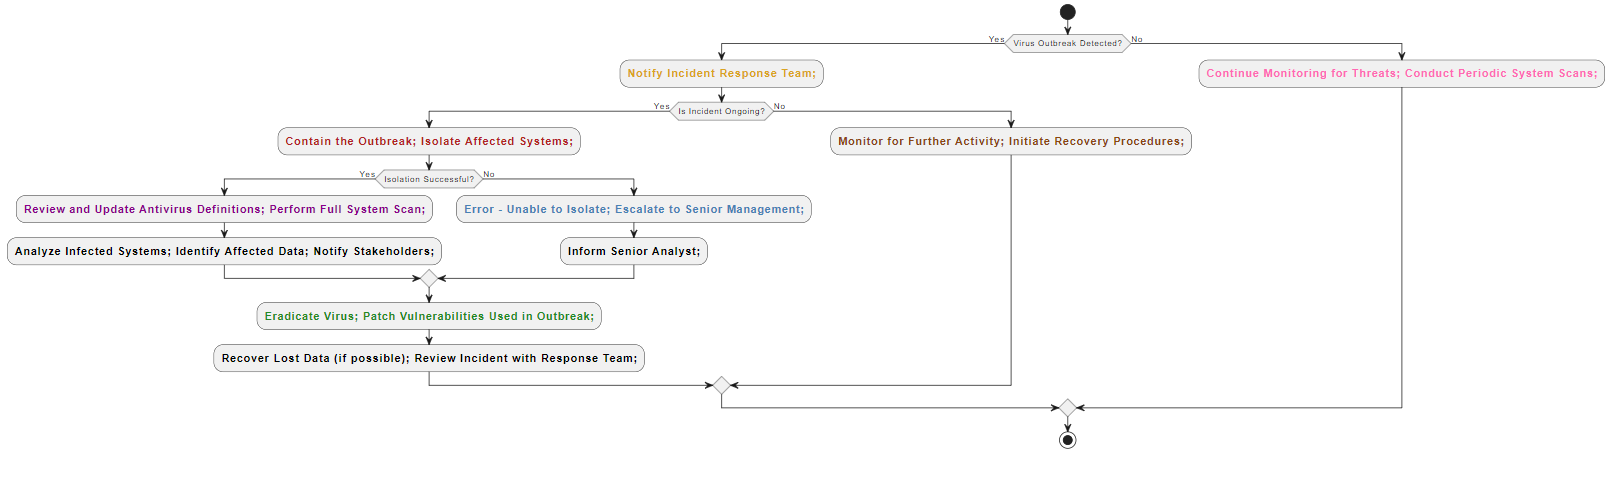 Yes
Virus Outbreak Detected?
No
Notify Incident Response Team;
Continue Monitoring for Threats; Conduct Periodic System Scans;
Yes
Is Incident Ongoing?
No
Contain the Outbreak; Isolate Affected Systems;
Monitor for Further Activity; Initiate Recovery Procedures;
Yes
Isolation Successful?
No
Review and Update Antivirus Definitions; Perform Full System Scan;
Error - Unable to Isolate; Escalate to Senior Management;
Analyze Infected Systems; Identify Affected Data; Notify Stakeholders;
Inform Senior Analyst;
Eradicate Virus; Patch Vulnerabilities Used in Outbreak;
Recover Lost Data (if possible); Review Incident with Response Team;